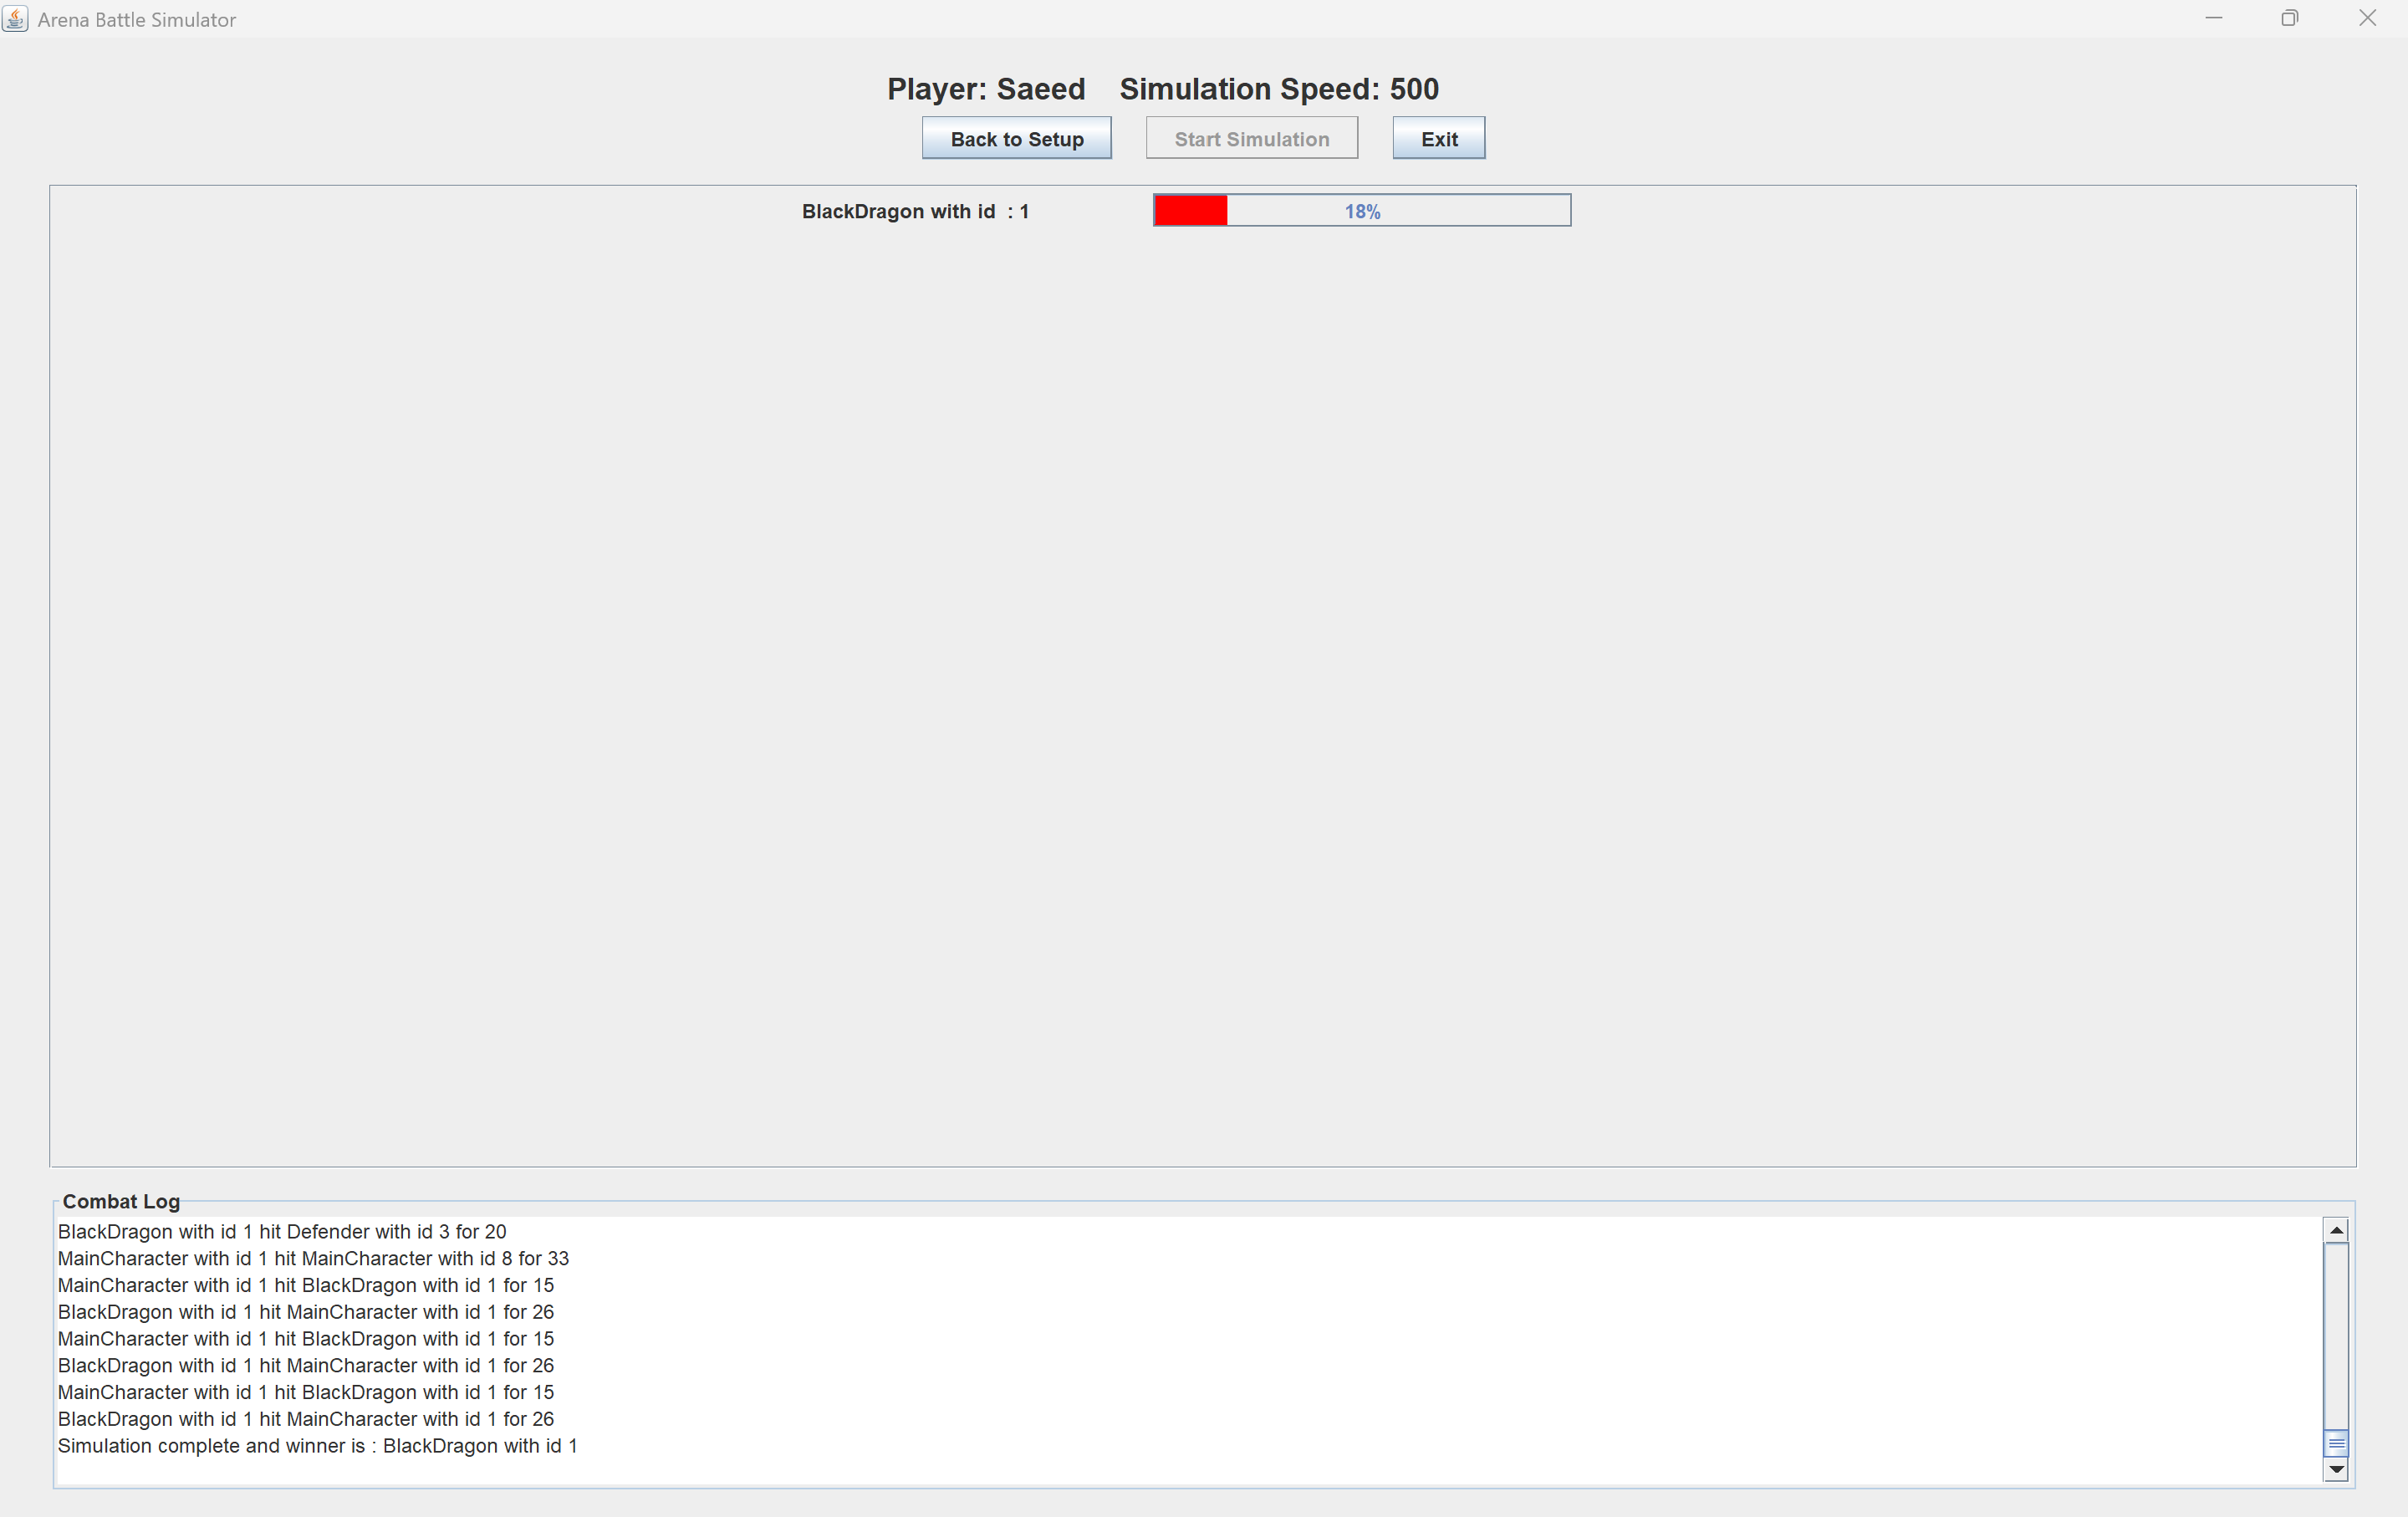 Arena Battle Simulator
Player: Saeed Simulation Speed: 500
Back to Setup Start Simulation Exit
BlackDragon with id : 1 18%
Combat Log
BlackDragon with id 1 hit Defender with id 3 for 20
MainCharacter with id 1 hit MainCharacter with id 8 for 33
MainCharacter with id 1 hit BlackDragon with id 1 for 15
BlackDragon with id 1 hit MainCharacter with id 1 for 26
MainCharacter with id 1 hit BlackDragon with id 1 for 15
BlackDragon with id 1 hit MainCharacter with id 1 for 26
MainCharacter with id 1 hit BlackDragon with id 1 for 15
BlackDragon with id 1 hit MainCharacter with id 1 for 26
Simulation complete and winner is : BlackDragon with id 1